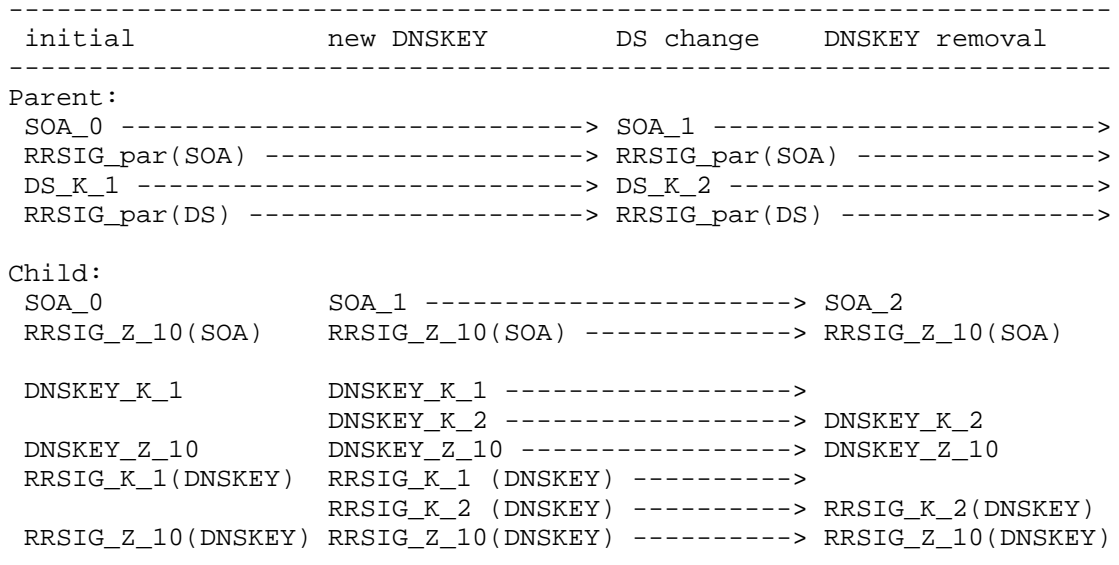 ---------------------------------------------------------------------
 initial            new DNSKEY        DS change    DNSKEY removal
---------------------------------------------------------------------
Parent:
 SOA_0 -----------------------------> SOA_1 ------------------------>
 RRSIG_par(SOA) --------------------> RRSIG_par(SOA) --------------->
 DS_K_1 ----------------------------> DS_K_2 ----------------------->
 RRSIG_par(DS) ---------------------> RRSIG_par(DS) ---------------->

Child:
 SOA_0              SOA_1 -----------------------> SOA_2
 RRSIG_Z_10(SOA)    RRSIG_Z_10(SOA) -------------> RRSIG_Z_10(SOA)

 DNSKEY_K_1         DNSKEY_K_1 ------------------>
                    DNSKEY_K_2 ------------------> DNSKEY_K_2
 DNSKEY_Z_10        DNSKEY_Z_10 -----------------> DNSKEY_Z_10
 RRSIG_K_1(DNSKEY)  RRSIG_K_1 (DNSKEY) ---------->
                    RRSIG_K_2 (DNSKEY) ----------> RRSIG_K_2(DNSKEY)
 RRSIG_Z_10(DNSKEY) RRSIG_Z_10(DNSKEY) ----------> RRSIG_Z_10(DNSKEY)